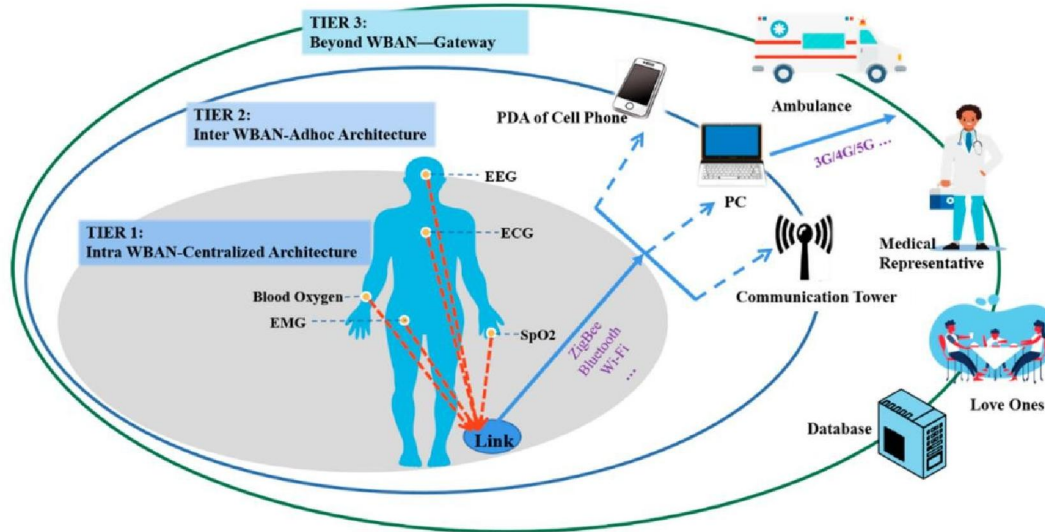 TIER 3:
Beyond WBAN—Gateway
TIER 2:
Inter WBAN-Adhoc Architecture
TIER 1:
Intra WBAN-Centralized Architecture
EEG
ECG
Blood Oxygen
EMG
SpO2
Link
ZigBee
Bluetooth
Wi-Fi
...
PDA of Cell Phone
PC
3G/4G/5G ...
Communication Tower
Ambulance
Medical
Representative
Love Ones
Database